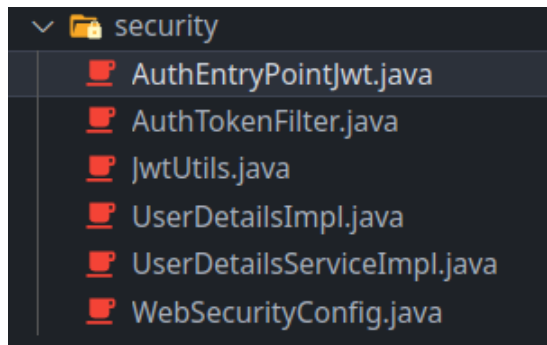 security
AuthEntryPointJwt.java
AuthTokenFilter.java
JwtUtils.java
UserDetailsImpl.java
UserDetailsServiceImpl.java
WebSecurityConfig.java